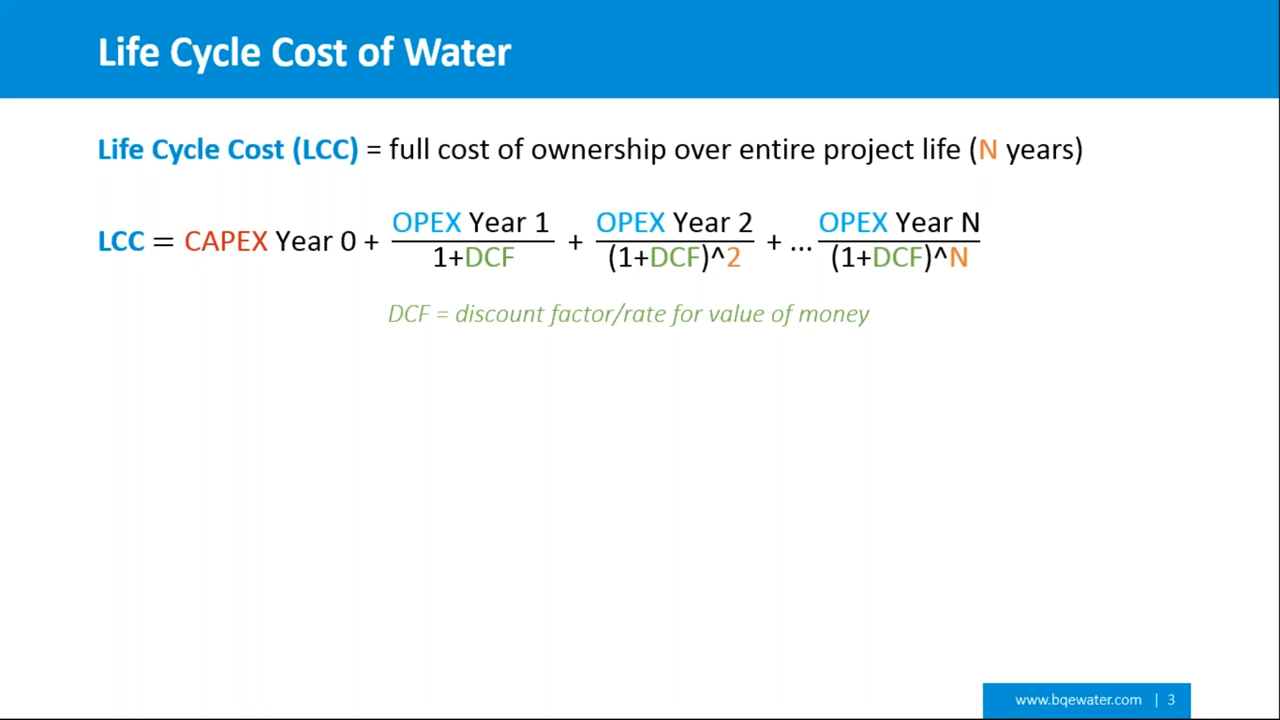 Life Cycle Cost of Water
Life Cycle Cost (LCC) = full cost of ownership over entire project life (N years)
LCC = CAPEX Year 0 + OPEX Year 1 / 1+DCF + OPEX Year 2 / (1+DCF)^2 + ... OPEX Year N / (1+DCF)^N
DCF = discount factor/rate for value of money
www.bqewater.com | 3